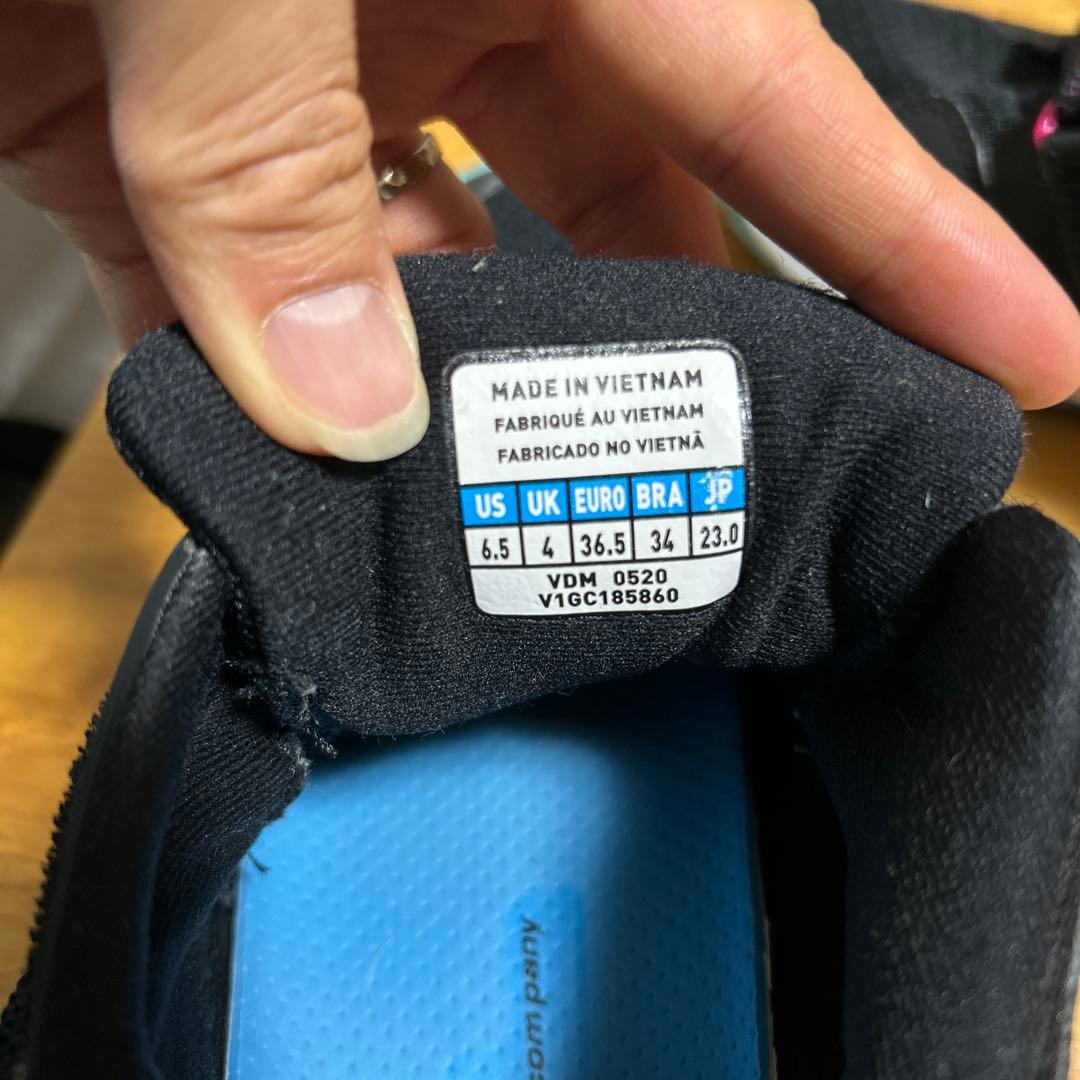 MADE IN VIETNAM
FABRIQUÉ AU VIETNAM
FABRICADO NO VIETNÃ
US UK EURO BRA JP
6.5 4 36.5 34 23.0
VDM 0520
V1GC185860
company